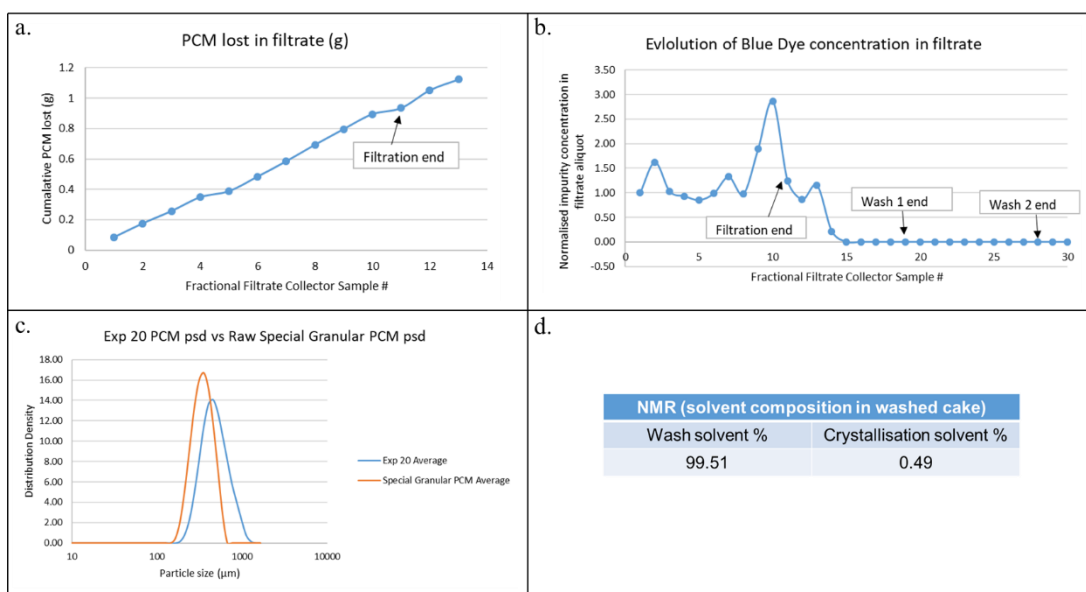 a.
PCM lost in filtrate (g)
Cumalative PCM lost (g)
1.2
1
0.8
0.6
0.4
0.2
0
Filtration end
0 2 4 6 8 10 12 14
Fractional Filtrate Collector Sample #
b.
Evlolution of Blue Dye concentration in filtrate
Normalised impurity concentration in
filtrate aliquot
3.50
3.00
2.50
2.00
1.50
1.00
0.50
0.00
-0.50
Filtration end
Wash 1 end
Wash 2 end
0 5 10 15 20 25 30
Fractional Filtrate Collector Sample #
c.
Exp 20 PCM psd vs Raw Special Granular PCM psd
Distribution Density
18.00
16.00
14.00
12.00
10.00
8.00
6.00
4.00
2.00
0.00
10 100 1000 10000
Particle size (μm)
Exp 20 Average
Special Granular PCM Average
d.
NMR (solvent composition in washed cake)
Wash solvent % Crystallisation solvent %
99.51 0.49